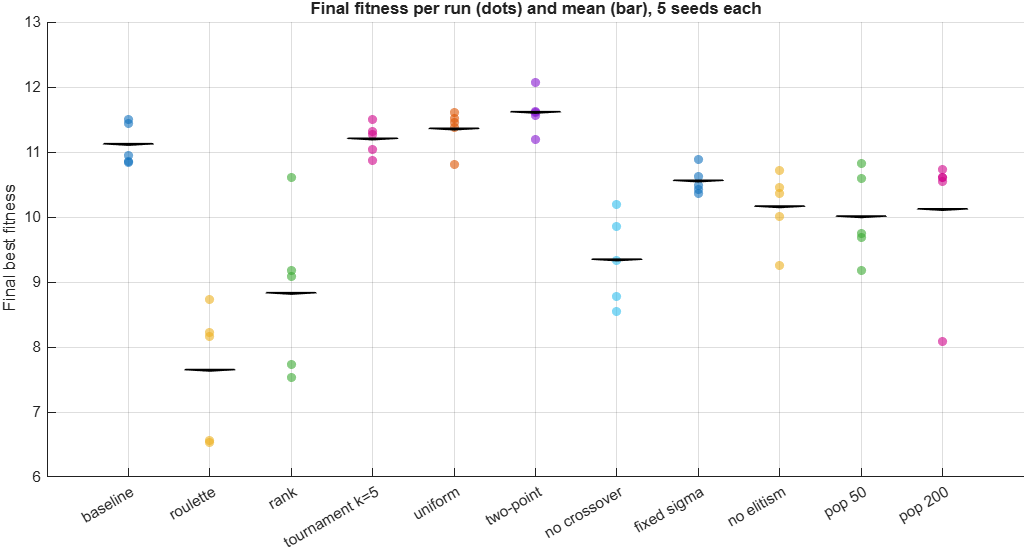 Final fitness per run (dots) and mean (bar), 5 seeds each
Final best fitness
13
12
11
10
9
8
7
6
baseline
roulette
rank
tournament k=5
uniform
two-point
no crossover
fixed sigma
no elitism
pop 50
pop 200